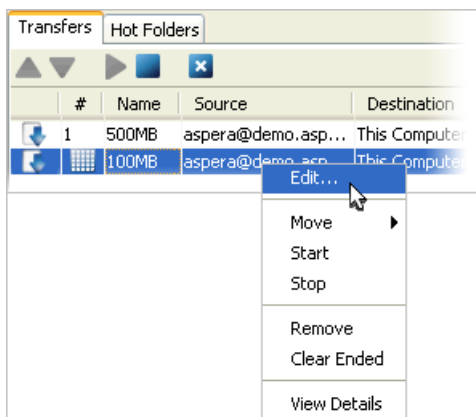 Transfers Hot Folders
# Name Source Destination
1 500MB aspera@demo.asp... This Computer
100MB aspera@demo.asp... This Computer
Edit...
Move
Start
Stop
Remove
Clear Ended
View Details